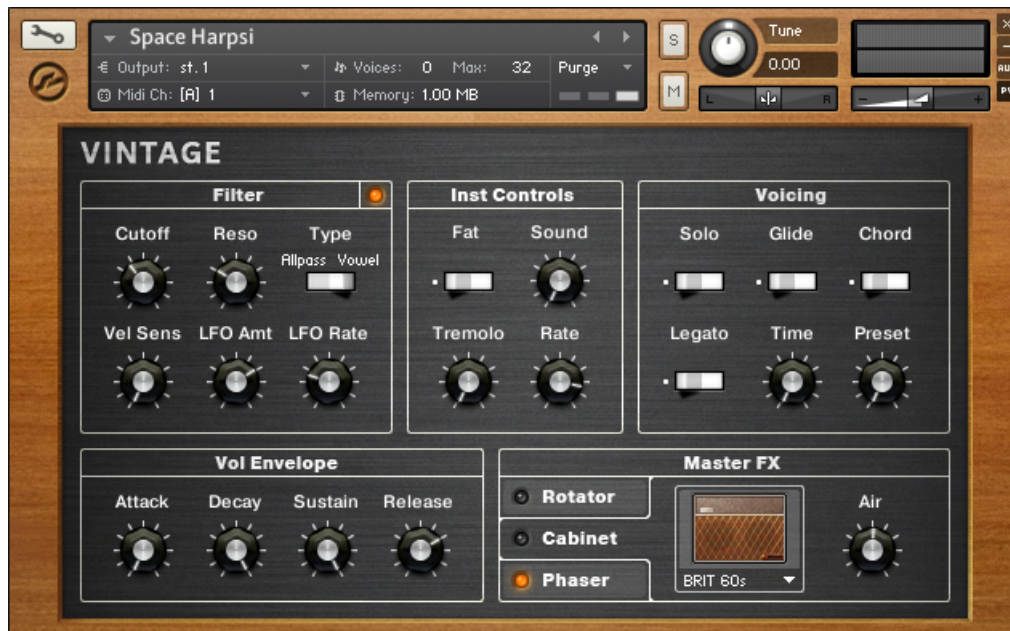 Space Harpsi
S
Tune
Output: st.1
Voices: 0 Max: 32
Purge
0.00
Midi Ch: [A] 1
Memory: 1.00 MB
M
L
R
- +
AU
PV
VINTAGE
Filter
Cutoff Reso Type
Allpass Vowel
Vel Sens LFO Amt LFO Rate
Inst Controls
Fat Sound
Tremolo Rate
Voicing
Solo Glide Chord
Legato Time Preset
Vol Envelope
Attack Decay Sustain Release
Master FX
Rotator
Cabinet
Phaser
BRIT 60s
Air